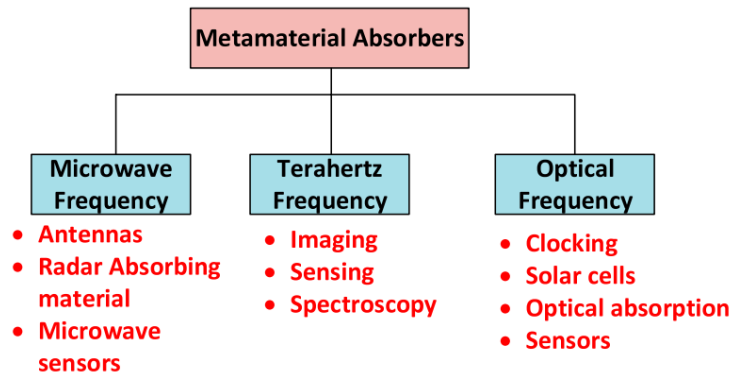 Metamaterial Absorbers
Microwave
Frequency
• Antennas
• Radar Absorbing
material
• Microwave
sensors
Terahertz
Frequency
• Imaging
• Sensing
• Spectroscopy
Optical
Frequency
• Clocking
• Solar cells
• Optical absorption
• Sensors